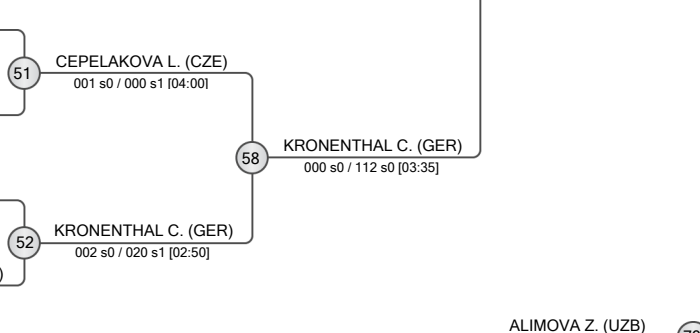 51
CEPELAKOVA L. (CZE)
001 s0 / 000 s1 [04:00]
58
KRONENTHAL C. (GER)
000 s0 / 112 s0 [03:35]
52
KRONENTHAL C. (GER)
002 s0 / 020 s1 [02:50]
)
ALIMOVA Z. (UZB)